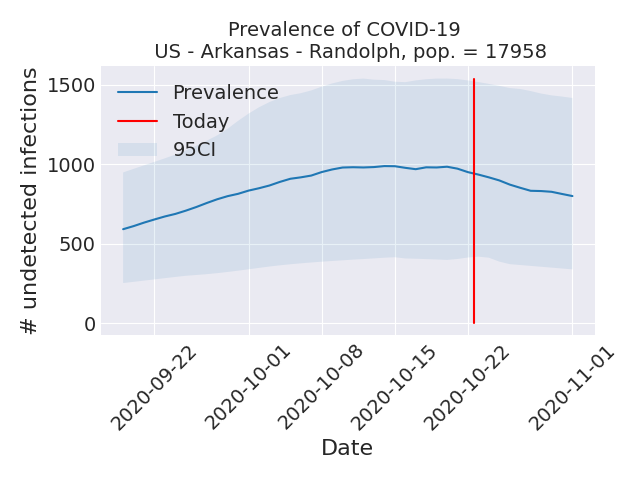 Prevalence of COVID-19
US - Arkansas - Randolph, pop. = 17958
# undetected infections
1500
1000
500
0
Prevalence
Today
95CI
2020-09-22
2020-10-01
2020-10-08
2020-10-15
2020-10-22
2020-11-01
Date